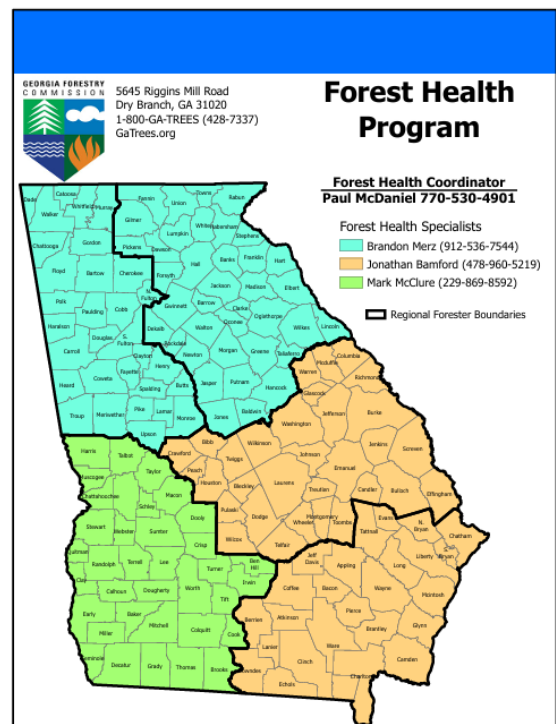 GEORGIA FORESTRY
COMMISSION
5645 Riggins Mill Road
Dry Branch, GA 31020
1-800-GA-TREES (428-7337)
GaTrees.org
Forest Health
Program
Forest Health Coordinator
Paul McDaniel 770-530-4901
Forest Health Specialists
Brandon Merz (912-536-7544)
Jonathan Bamford (478-960-5219)
Mark McClure (229-869-8592)
Regional Forester Boundaries
Dade
Catoosa
Walker
Whitfield
Murray
Fannin
Union
Towns
Rabun
Gilmer
Lumpkin
White
Habersham
Stephens
Chattooga
Gordon
Pickens
Dawson
Hall
Banks
Franklin
Hart
Floyd
Bartow
Cherokee
Forsyth
Jackson
Madison
Elbert
Polk
Paulding
Cobb
N.
Fulton
Gwinnett
Barrow
Clarke
Oconee
Oglethorpe
Wilkes
Lincoln
Haralson
Douglas
S.
Fulton
Dekalb
Rockdale
Walton
Newton
Morgan
Greene
Taliaferro
Carroll
Clayton
Fayette
Henry
Heard
Coweta
Spalding
Butts
Jasper
Putnam
Hancock
Troup
Meriwether
Pike
Lamar
Monroe
Upson
Jones
Baldwin
Warren
Mcduffie
Columbia
Richmond
Glascock
Washington
Jefferson
Burke
Harris
Talbot
Taylor
Crawford
Bibb
Twiggs
Wilkinson
Johnson
Jenkins
Screven
Chattahoochee
Macon
Peach
Houston
Bleckley
Laurens
Emanuel
Treutlen
Candler
Bulloch
Effingham
Schley
Stewart
Webster
Sumter
Dooly
Pulaski
Dodge
Wheeler
Montgomery
Toombs
Wilcox
Telfair
Tattnall
Evans
N.
Bryan
S.
Bryan
Chatham
Randolph
Terrell
Lee
Crisp
Turner
Ben
Hill
Irwin
Jeff
Davis
Appling
Long
Liberty
Clay
Calhoun
Dougherty
Worth
Tift
Coffee
Bacon
Wayne
Mcintosh
Early
Baker
Mitchell
Colquitt
Cook
Berrien
Atkinson
Pierce
Brantley
Glynn
Miller
Lanier
Clinch
Ware
Camden
Decatur
Grady
Thomas
Brooks
Echols
Charlton